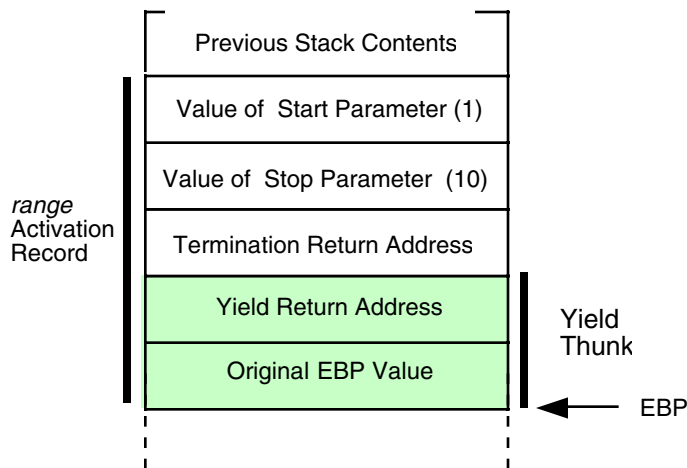 Previous Stack Contents
Value of Start Parameter (1)
Value of Stop Parameter (10)
range
Activation
Record
Termination Return Address
Yield Return Address
Yield
Thunk
Original EBP Value
EBP